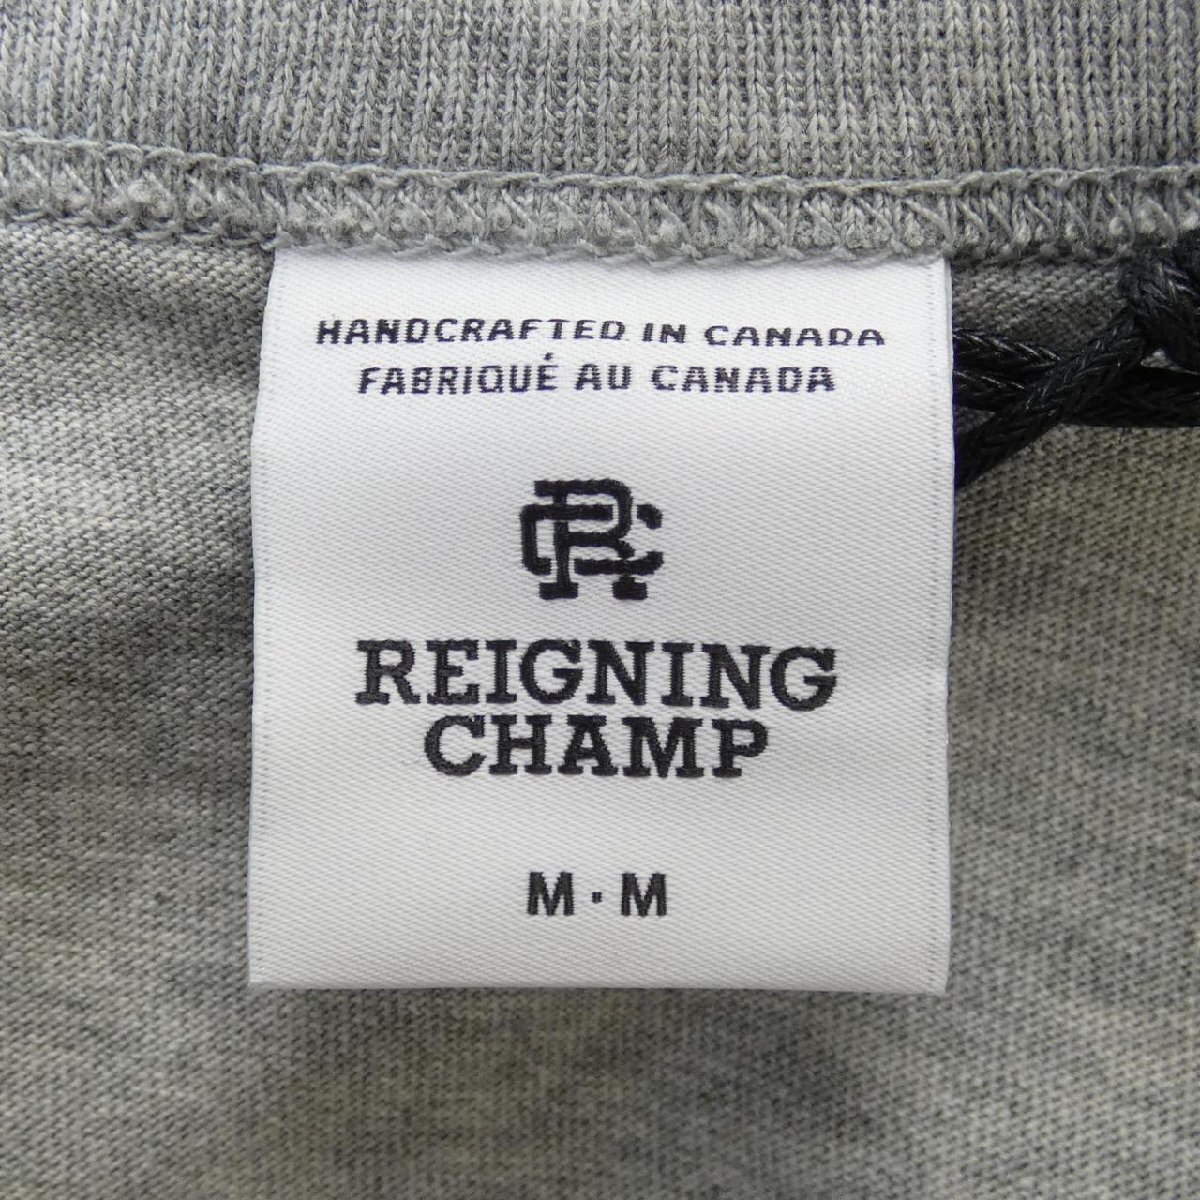 HANDCRAFTED IN CANADA
FABRIQUÉ AU CANADA
RC
REIGNING
CHAMP
M · M